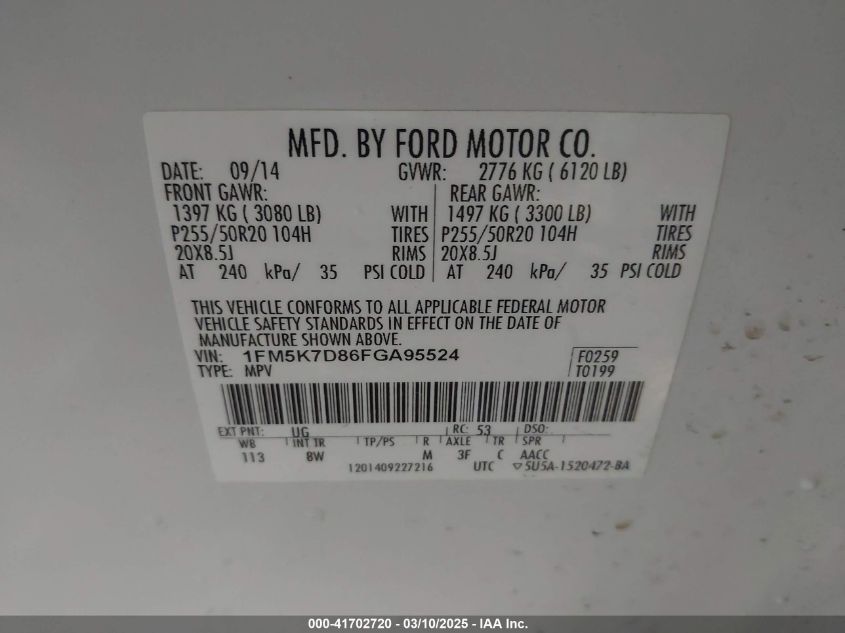 MFD. BY FORD MOTOR CO.
DATE: 09/14 GVWR: 2776 KG ( 6120 LB)
FRONT GAWR: REAR GAWR:
1397 KG ( 3080 LB) WITH 1497 KG ( 3300 LB) WITH
P255/50R20 104H TIRES P255/50R20 104H TIRES
20X8.5J RIMS 20X8.5J RIMS
AT 240 kPa/ 35 PSI COLD AT 240 kPa/ 35 PSI COLD
THIS VEHICLE CONFORMS TO ALL APPLICABLE FEDERAL MOTOR
VEHICLE SAFETY STANDARDS IN EFFECT ON THE DATE OF
MANUFACTURE SHOWN ABOVE.
VIN: 1FM5K7D86FGA95524 F0259
TYPE: MPV T0199
EXT PNT: UG RC: 53 DSO:
WB INT TR TP/PS R AXLE TR SPR
113 8W M 3F C AACC
1201409227216 UTC ▽5U5A-1520472-BA
000-41702720 - 03/10/2025 - IAA Inc.